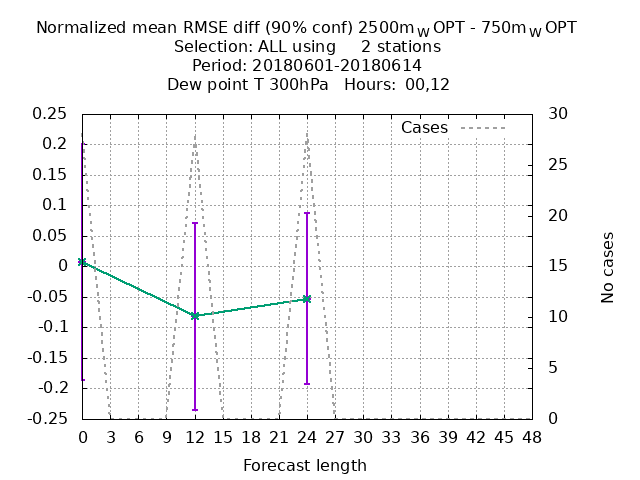 Normalized mean RMSE diff (90% conf) 2500m_W OPT - 750m_W OPT
Selection: ALL using 2 stations
Period: 20180601-20180614
Dew point T 300hPa Hours: 00,12
Cases
0.25
0.2
0.15
0.1
0.05
0
-0.05
-0.1
-0.15
-0.2
-0.25
30
25
20
15
10
5
0
No cases
0 3 6 9 12 15 18 21 24 27 30 33 36 39 42 45 48
Forecast length